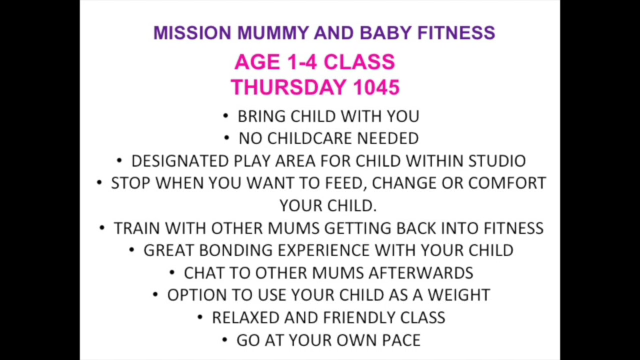 MISSION MUMMY AND BABY FITNESS
AGE 1-4 CLASS
THURSDAY 1045
• BRING CHILD WITH YOU
• NO CHILDCARE NEEDED
• DESIGNATED PLAY AREA FOR CHILD WITHIN STUDIO
• STOP WHEN YOU WANT TO FEED, CHANGE OR COMFORT
YOUR CHILD.
• TRAIN WITH OTHER MUMS GETTING BACK INTO FITNESS
• GREAT BONDING EXPERIENCE WITH YOUR CHILD
• CHAT TO OTHER MUMS AFTERWARDS
• OPTION TO USE YOUR CHILD AS A WEIGHT
• RELAXED AND FRIENDLY CLASS
• GO AT YOUR OWN PACE